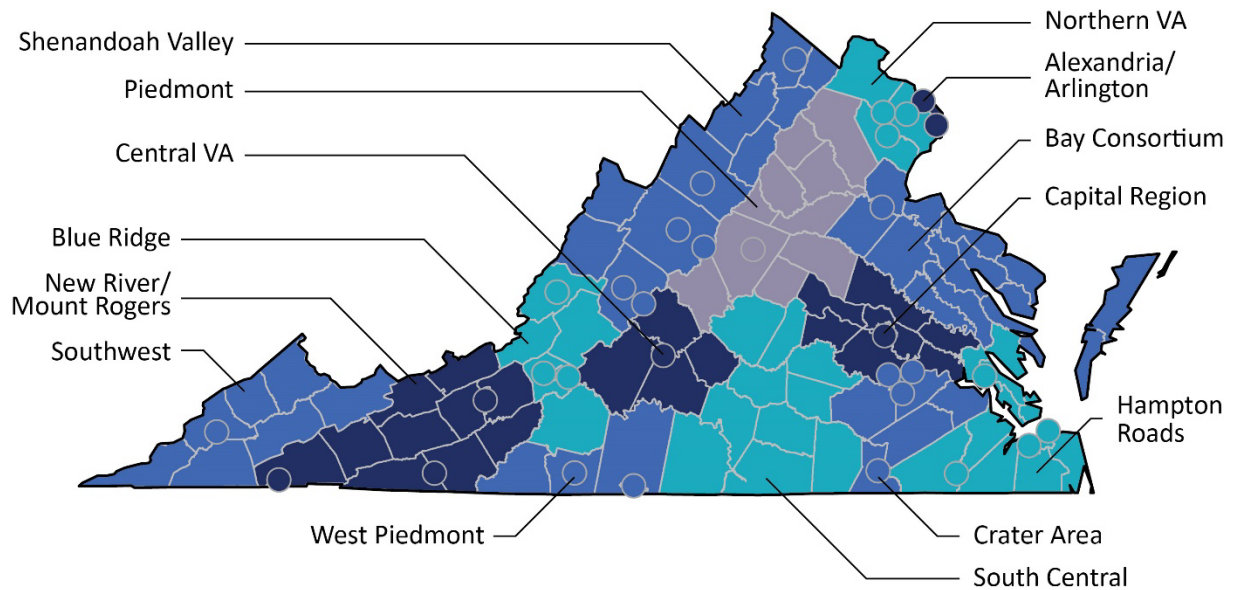 Shenandoah Valley
Piedmont
Central VA
Blue Ridge
New River/
Mount Rogers
Southwest
West Piedmont
Northern VA
Alexandria/
Arlington
Bay Consortium
Capital Region
Hampton
Roads
Crater Area
South Central